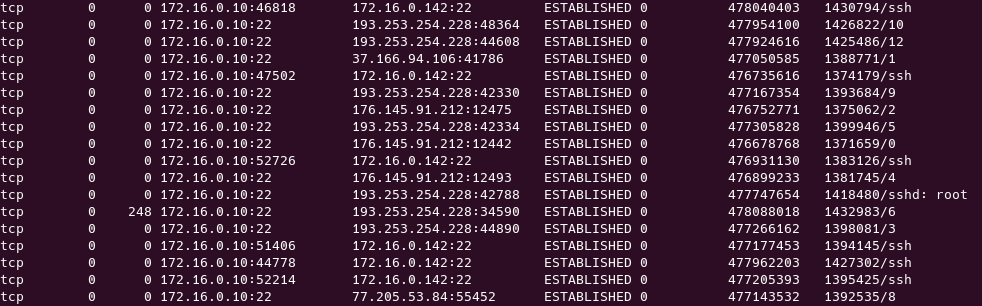 tcp 0 0 172.16.0.10:46818 172.16.0.142:22 ESTABLISHED 0 478040403 1430794/ssh
tcp 0 0 172.16.0.10:22 193.253.254.228:48364 ESTABLISHED 0 477954100 1426822/10
tcp 0 0 172.16.0.10:22 193.253.254.228:44608 ESTABLISHED 0 477924616 1425486/12
tcp 0 0 172.16.0.10:22 37.166.94.106:41786 ESTABLISHED 0 477050585 1388771/1
tcp 0 0 172.16.0.10:47502 172.16.0.142:22 ESTABLISHED 0 476735616 1374179/ssh
tcp 0 0 172.16.0.10:22 193.253.254.228:42330 ESTABLISHED 0 477167354 1393684/9
tcp 0 0 172.16.0.10:22 176.145.91.212:12475 ESTABLISHED 0 476752771 1375062/2
tcp 0 0 172.16.0.10:22 193.253.254.228:42334 ESTABLISHED 0 477305828 1399946/5
tcp 0 0 172.16.0.10:22 176.145.91.212:12442 ESTABLISHED 0 476678768 1371659/0
tcp 0 0 172.16.0.10:52726 172.16.0.142:22 ESTABLISHED 0 476931130 1383126/ssh
tcp 0 0 172.16.0.10:22 176.145.91.212:12493 ESTABLISHED 0 476899233 1381745/4
tcp 0 0 172.16.0.10:22 193.253.254.228:42788 ESTABLISHED 0 477747654 1418480/sshd: root
tcp 0 248 172.16.0.10:22 193.253.254.228:34590 ESTABLISHED 0 478088018 1432983/6
tcp 0 0 172.16.0.10:22 193.253.254.228:44890 ESTABLISHED 0 477266162 1398081/3
tcp 0 0 172.16.0.10:51406 172.16.0.142:22 ESTABLISHED 0 477177453 1394145/ssh
tcp 0 0 172.16.0.10:44778 172.16.0.142:22 ESTABLISHED 0 477962203 1427302/ssh
tcp 0 0 172.16.0.10:52214 172.16.0.142:22 ESTABLISHED 0 477205393 1395425/ssh
tcp 0 0 172.16.0.10:22 77.205.53.84:55452 ESTABLISHED 0 477143532 1392535/8